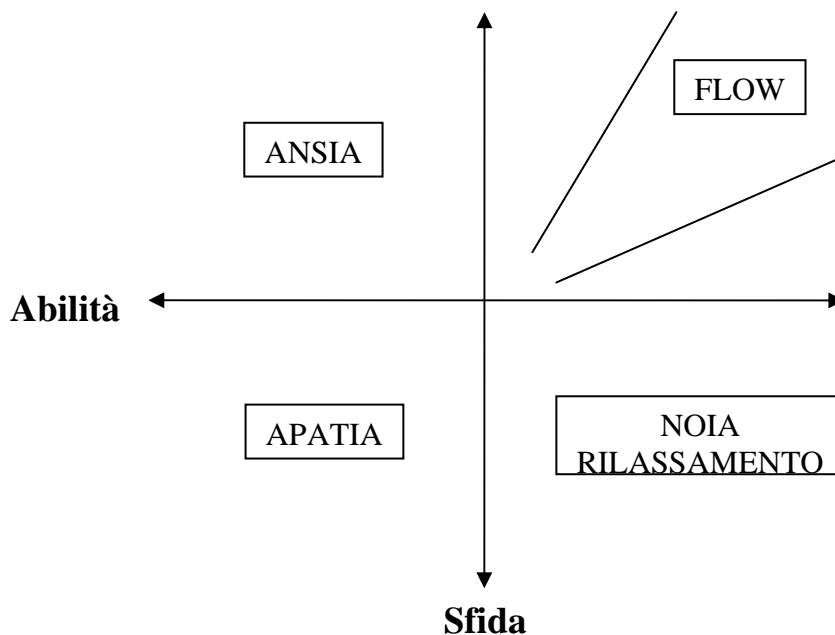 FLOW
ANSIA
Abilità
APATIA
NOIA
RILASSAMENTO
Sfida